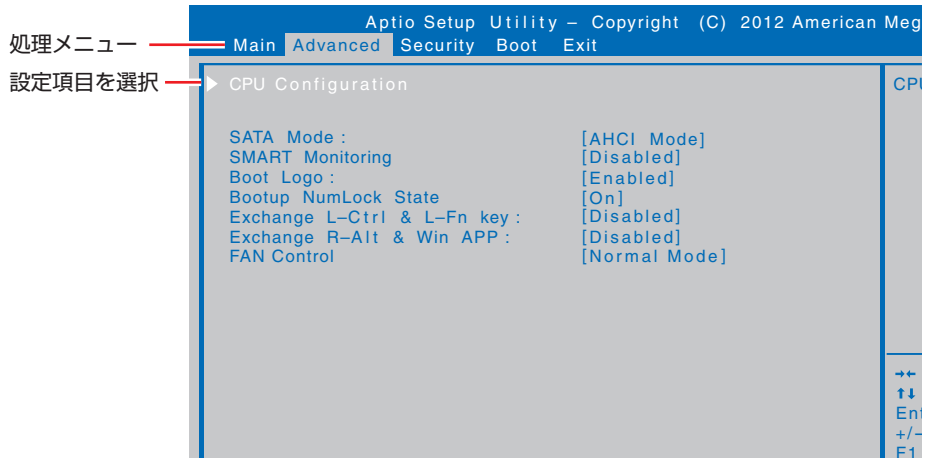 Aptio Setup Utility – Copyright (C) 2012 American Meg
処理メニュー
Main Advanced Security Boot Exit
設定項目を選択
CPU Configuration
CPU
SATA Mode : [AHCI Mode]
SMART Monitoring [Disabled]
Boot Logo : [Enabled]
Bootup NumLock State [On]
Exchange L–Ctrl & L–Fn key : [Disabled]
Exchange R–Alt & Win APP : [Disabled]
FAN Control [Normal Mode]
→←
↑↓
Ent
+/–
F1